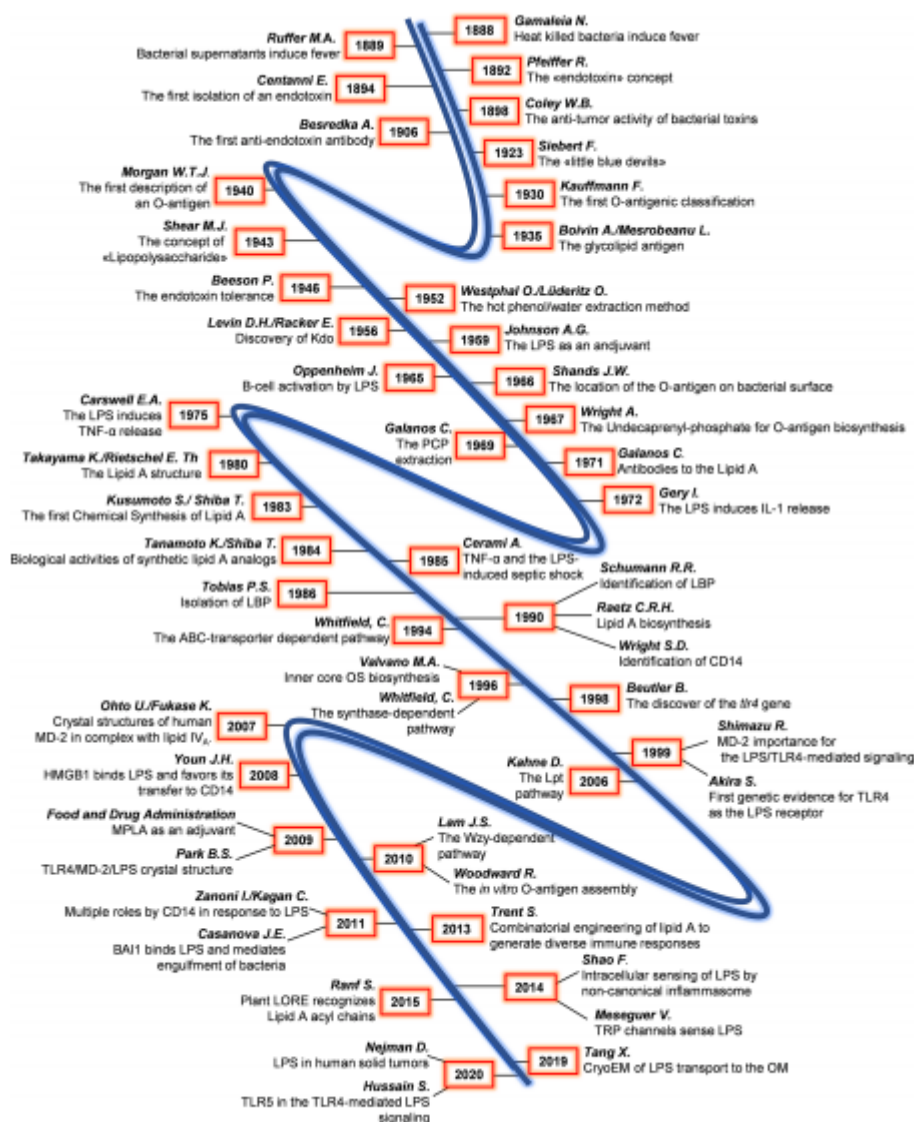 Gamaleia N.
1888
Heat killed bacteria induce fever
Ruffer M.A.
1889
Bacterial supernatants induce fever
Pfeiffer R.
1892
The «endotoxin» concept
Centanni E.
1894
The first isolation of an endotoxin
Coley W.B.
1898
The anti-tumor activity of bacterial toxins
Besredka A.
1906
The first anti-endotoxin antibody
Siebert F.
1923
The «little blue devils»
Morgan W.T.J.
1940
The first description of
an O-antigen
Kauffmann F.
1930
The first O-antigenic classification
Shear M.J.
1943
The concept of
«Lipopolysaccharide»
Boivin A./Mesrobeanu L.
1935
The glycolipid antigen
Beeson P.
1946
The endotoxin tolerance
Westphal O./Lüderitz O.
1952
The hot phenol/water extraction method
Levin D.H./Racker E.
1956
Discovery of Kdo
Johnson A.G.
1959
The LPS as an andjuvant
Oppenheim J.
1965
B-cell activation by LPS
Shands J.W.
1966
The location of the O-antigen on bacterial surface
Carswell E.A.
1975
The LPS induces
TNF-α release
Wright A.
1967
The Undecaprenyl-phosphate for O-antigen biosynthesis
Galanos C.
1969
The PCP
extraction
Galanos C.
1971
Antibodies to the Lipid A
Takayama K./Rietschel E. Th
1980
The Lipid A structure
Gery I.
1972
The LPS induces IL-1 release
Kusumoto S./ Shiba T.
1983
The first Chemical Synthesis of Lipid A
Tanamoto K./Shiba T.
1984
Biological activities of synthetic lipid A analogs
Cerami A.
1985
TNF-α and the LPS-
induced septic shock
Tobias P.S.
1986
Isolation of LBP
Schumann R.R.
Identification of LBP
1990
Raetz C.R.H.
Lipid A biosynthesis
Wright S.D.
Identification of CD14
Whitfield, C.
1994
The ABC-transporter dependent pathway
Valvano M.A.
Inner core OS biosynthesis
1996
Whitfield, C.
The synthase-dependent
pathway
Beutler B.
1998
The discover of the tlr4 gene
Ohto U./Fukase K.
Crystal structures of human
2007
MD-2 in complex with lipid IVA.
Shimazu R.
MD-2 importance for
1999
the LPS/TLR4-mediated signaling
Akira S.
First genetic evidence for TLR4
as the LPS receptor
Kahne D.
The Lpt
2006
pathway
Youn J.H.
HMGB1 binds LPS and favors its
2008
transfer to CD14
Food and Drug Administration
MPLA as an adjuvant
2009
Park B.S.
TLR4/MD-2/LPS crystal structure
Lam J.S.
The Wzy-dependent
pathway
2010
Woodward R.
The in vitro O-antigen assembly
Zanoni I./Kagan C.
Multiple roles by CD14 in response to LPS
2011
Casanova J.E.
BAI1 binds LPS and mediates
engulfment of bacteria
Trent S.
2013
Combinatorial engineering of lipid A to
generate diverse immune responses
Shao F.
Intracellular sensing of LPS by
2014
non-canonical inflammasome
Meseguer V.
TRP channels sense LPS
Ranf S.
Plant LORE recognizes
2015
Lipid A acyl chains
Tang X.
2019
CryoEM of LPS transport to the OM
Nejman D.
LPS in human solid tumors
2020
Hussain S.
TLR5 in the TLR4-mediated LPS
signaling